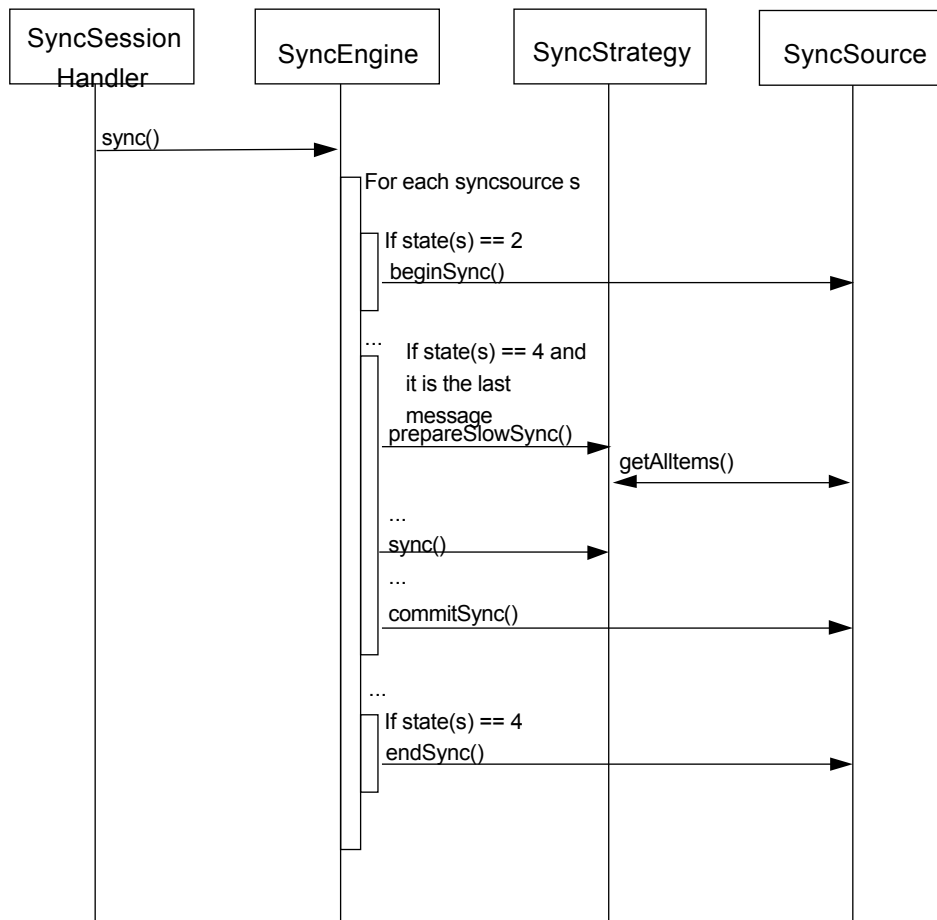 SyncSession
Handler
SyncEngine
SyncStrategy
SyncSource
sync()
For each syncsource s
If state(s) == 2
beginSync()
...
If state(s) == 4 and
it is the last
message
prepareSlowSync()
getAllItems()
...
sync()
...
commitSync()
...
If state(s) == 4
endSync()